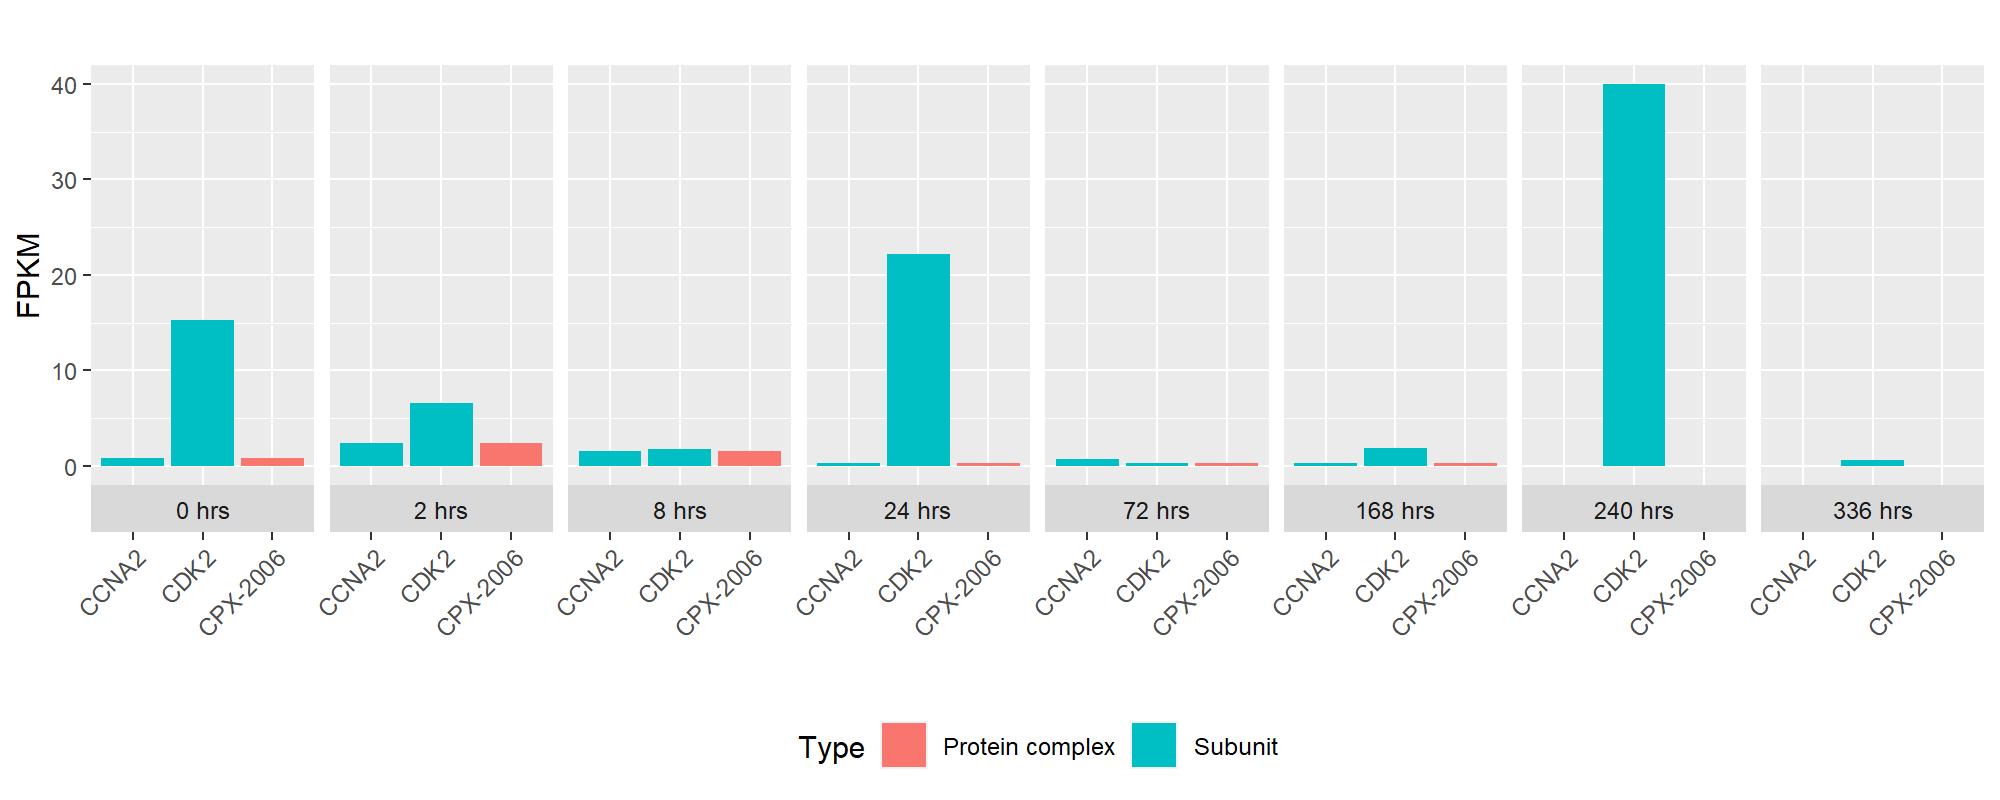 FPKM
40
30
20
10
0
0 hrs
2 hrs
8 hrs
24 hrs
72 hrs
168 hrs
240 hrs
336 hrs
CCNA2
CDK2
CPX-2006
CCNA2
CDK2
CPX-2006
CCNA2
CDK2
CPX-2006
CCNA2
CDK2
CPX-2006
CCNA2
CDK2
CPX-2006
CCNA2
CDK2
CPX-2006
CCNA2
CDK2
CPX-2006
CCNA2
CDK2
CPX-2006
Type Protein complex Subunit